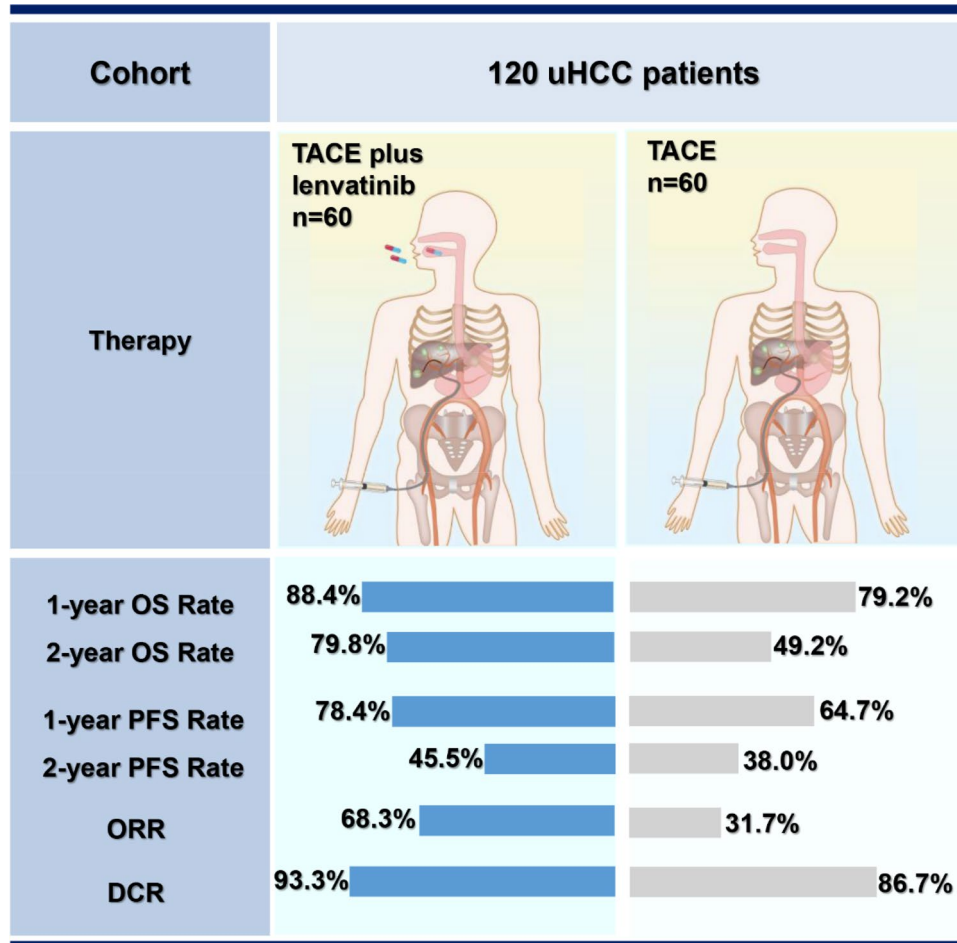 Cohort
120 uHCC patients
Therapy
TACE plus
lenvatinib
n=60
TACE
n=60
1-year OS Rate
88.4%
79.2%
2-year OS Rate
79.8%
49.2%
1-year PFS Rate
78.4%
64.7%
2-year PFS Rate
45.5%
38.0%
ORR
68.3%
31.7%
DCR
93.3%
86.7%